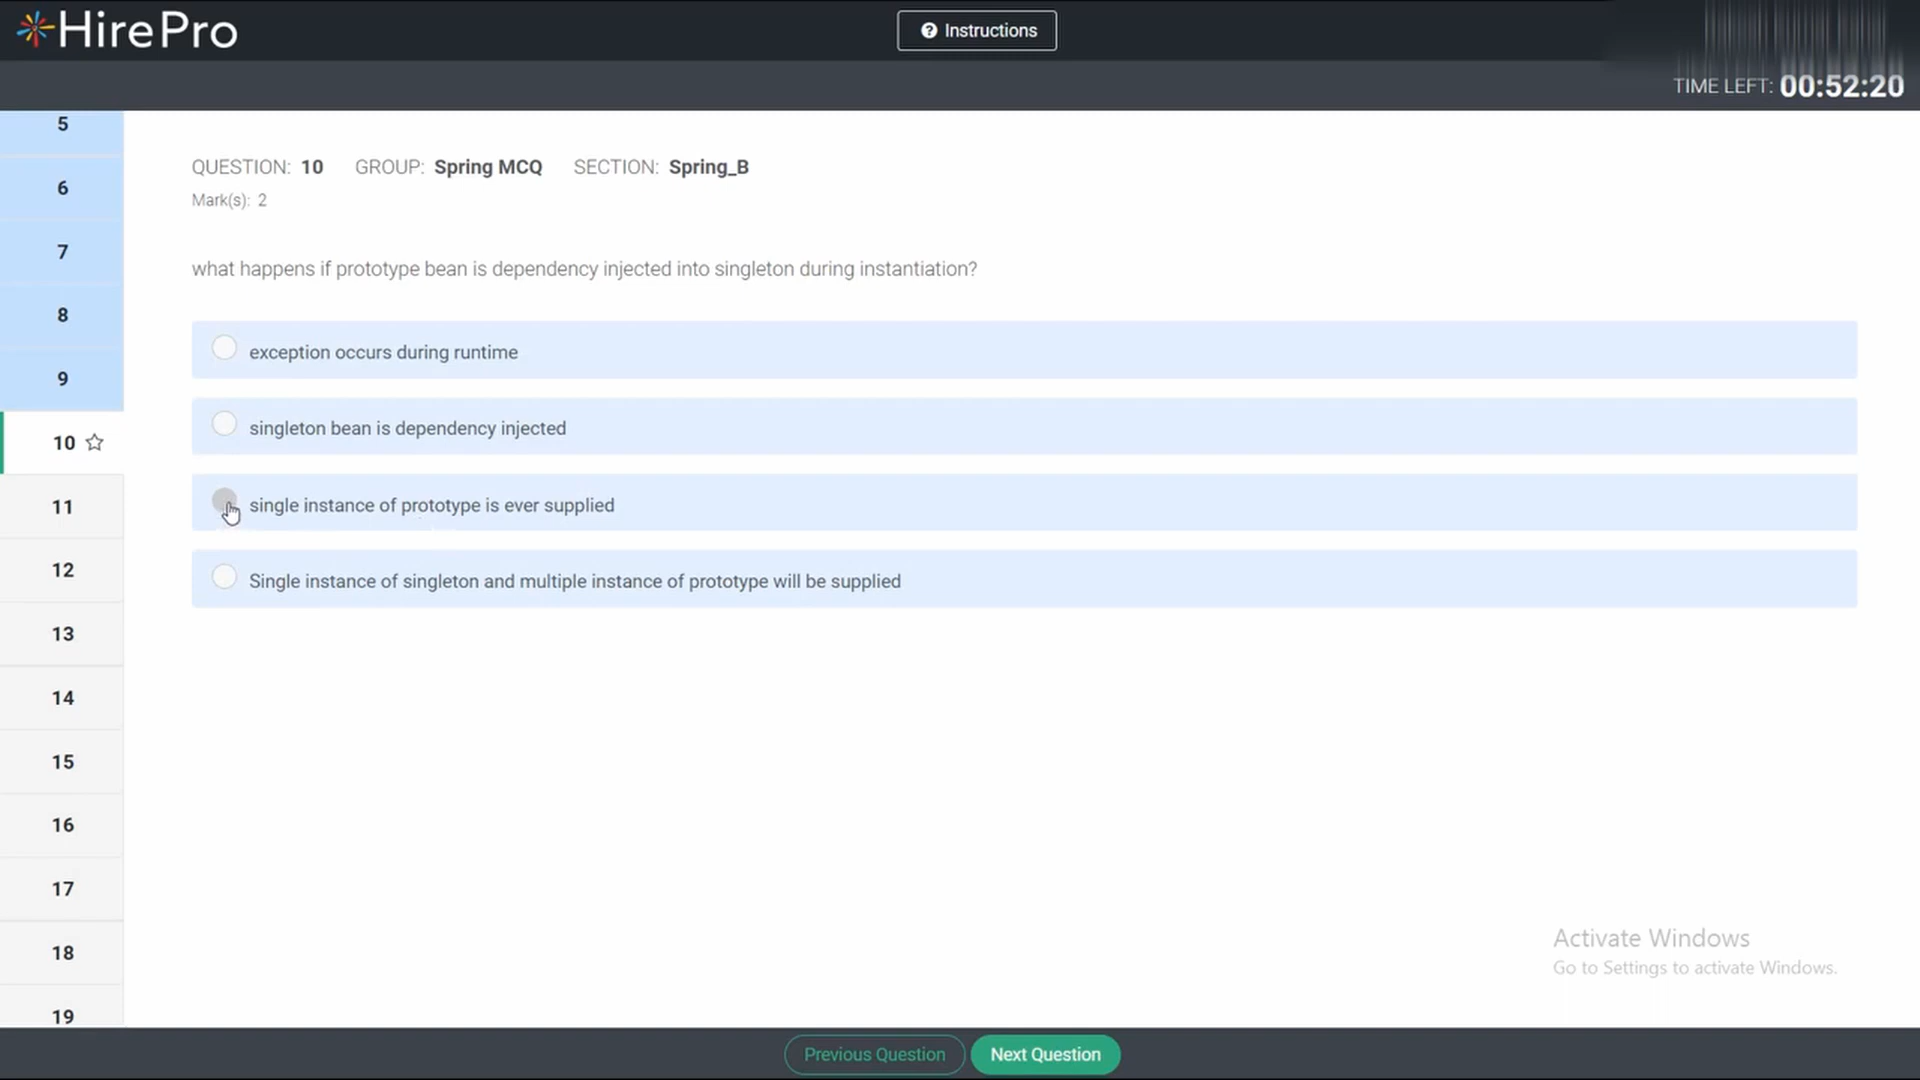 HirePro
Instructions
TIME LEFT: 00:52:20
5
6
7
8
9
10
11
12
13
14
15
16
17
18
19
QUESTION: 10 GROUP: Spring MCQ SECTION: Spring_B
Mark(s): 2
what happens if prototype bean is dependency injected into singleton during instantiation?
exception occurs during runtime
singleton bean is dependency injected
single instance of prototype is ever supplied
Single instance of singleton and multiple instance of prototype will be supplied
Activate Windows
Go to Settings to activate Windows.
Previous Question
Next Question